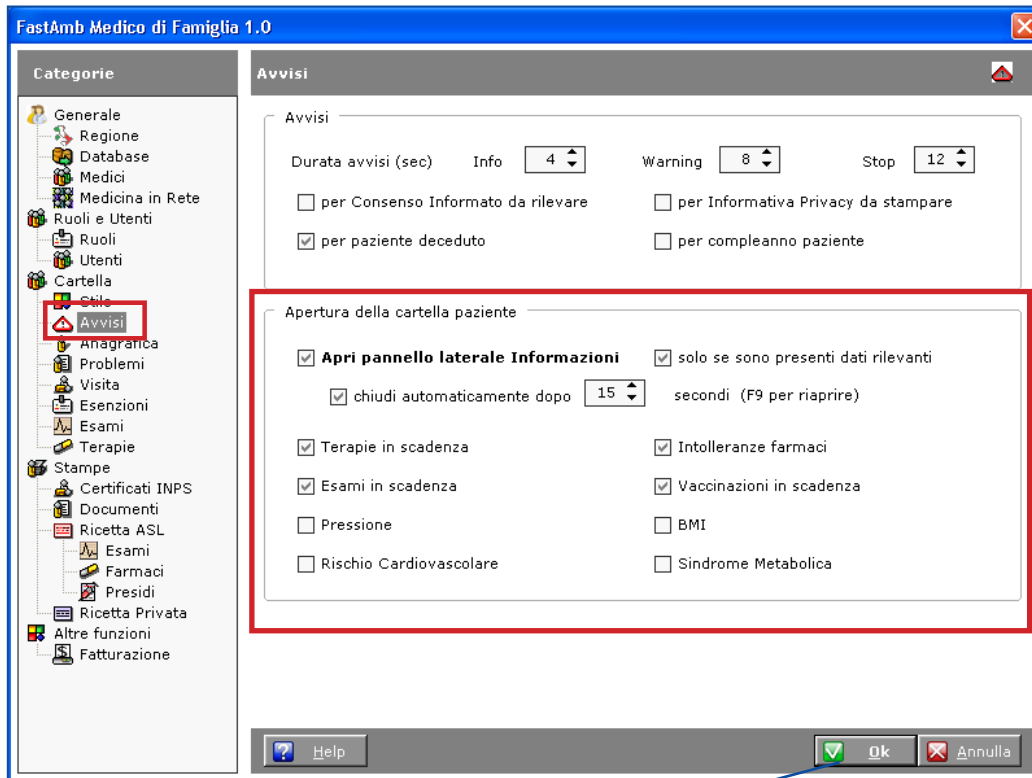 FastAmb Medico di Famiglia 1.0
Categorie
Generale
Regione
Database
Medici
Medicina in Rete
Ruoli e Utenti
Ruoli
Utenti
Cartella
Stile
Avvisi
Anagrafica
Problemi
Visita
Esenzioni
Esami
Terapie
Stampe
Certificati INPS
Documenti
Ricetta ASL
Esami
Farmaci
Presidi
Ricetta Privata
Altre funzioni
Fatturazione
Avvisi
Avvisi
Durata avvisi (sec) Info 4 Warning 8 Stop 12
per Consenso Informato da rilevare per Informativa Privacy da stampare
per paziente deceduto per compleanno paziente
Apertura della cartella paziente
Apri pannello laterale Informazioni solo se sono presenti dati rilevanti
chiudi automaticamente dopo 15 secondi (F9 per riaprire)
Terapie in scadenza Intolleranze farmaci
Esami in scadenza Vaccinazioni in scadenza
Pressione BMI
Rischio Cardiovascolare Sindrome Metabolica
Help Ok Annulla